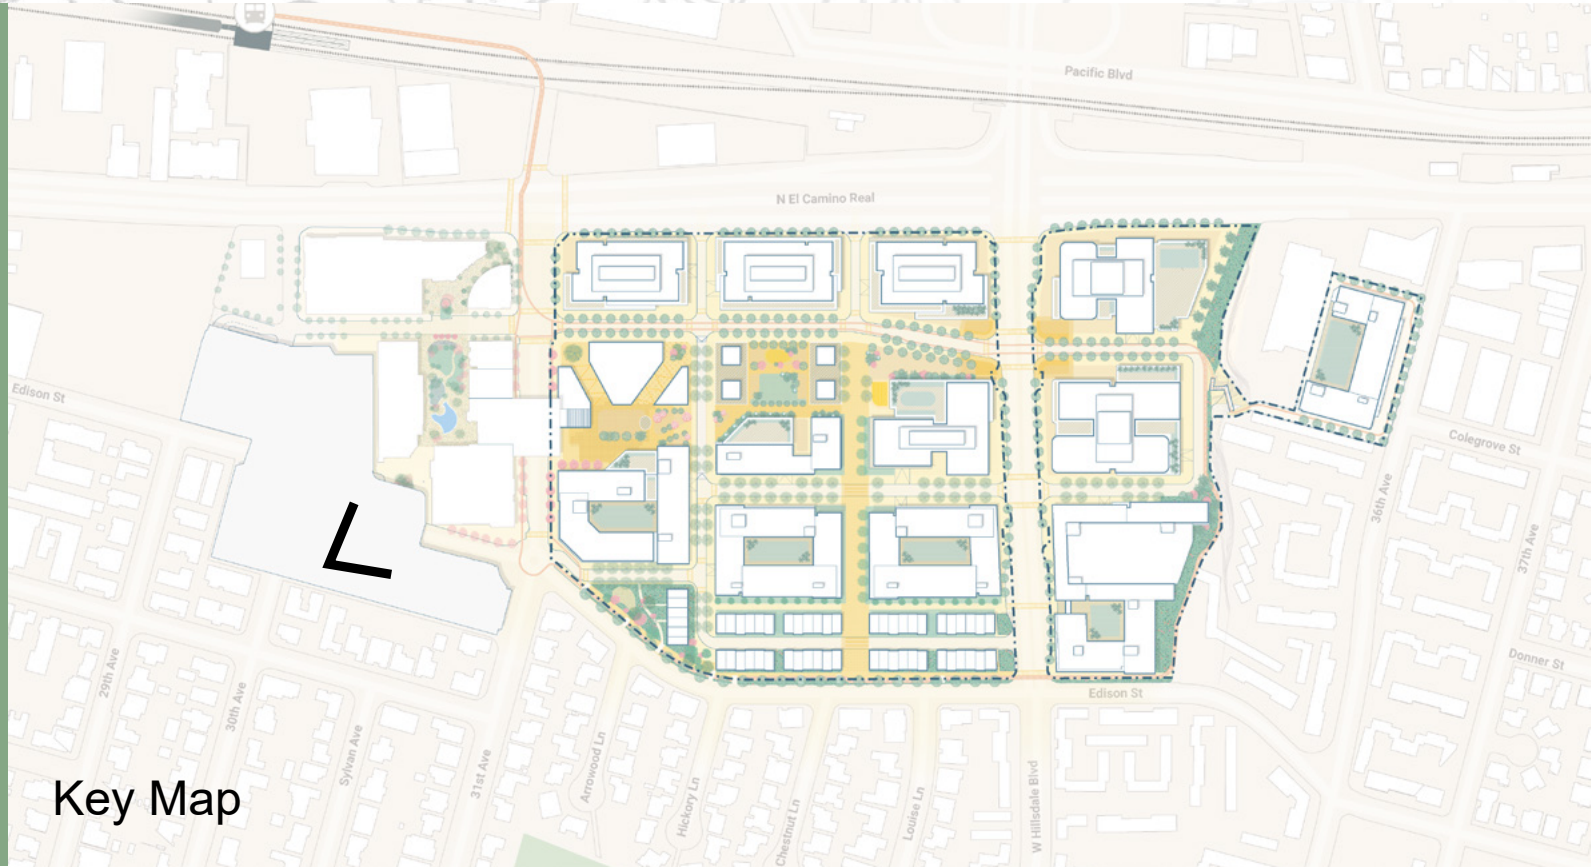 Pacific Blvd
N El Camino Real
Edison St
Colegrove St
36th Ave
37th Ave
Donner St
29th Ave
30th Ave
Sylvan Ave
31st Ave
Arrowood Ln
Hickory Ln
Chestnut Ln
Louise Ln
W Hillsdale Blvd
Edison St
Key Map